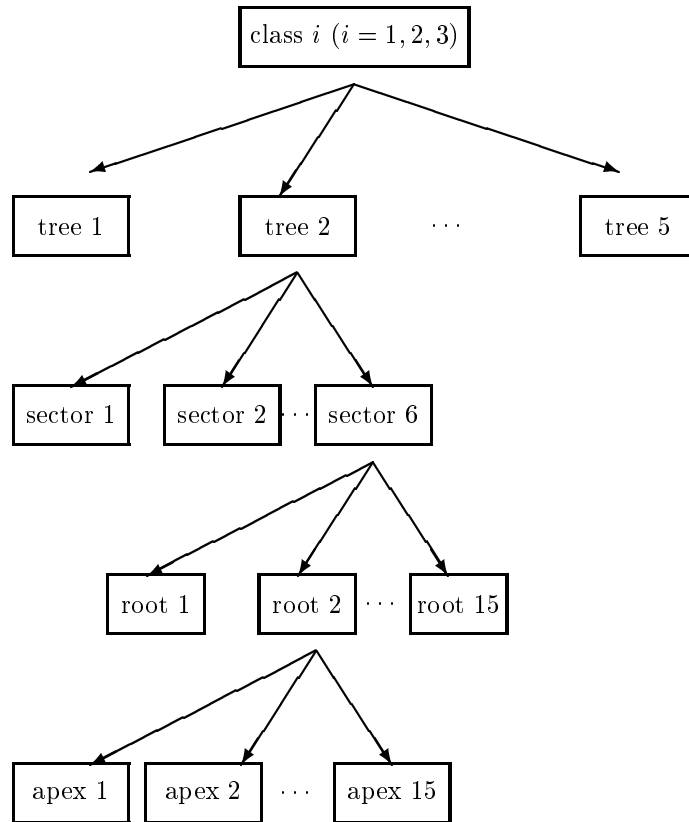 class i (i = 1, 2, 3)
tree 1 tree 2 · · · tree 5
sector 1 sector 2 · · · sector 6
root 1 root 2 · · · root 15
apex 1 apex 2 · · · apex 15